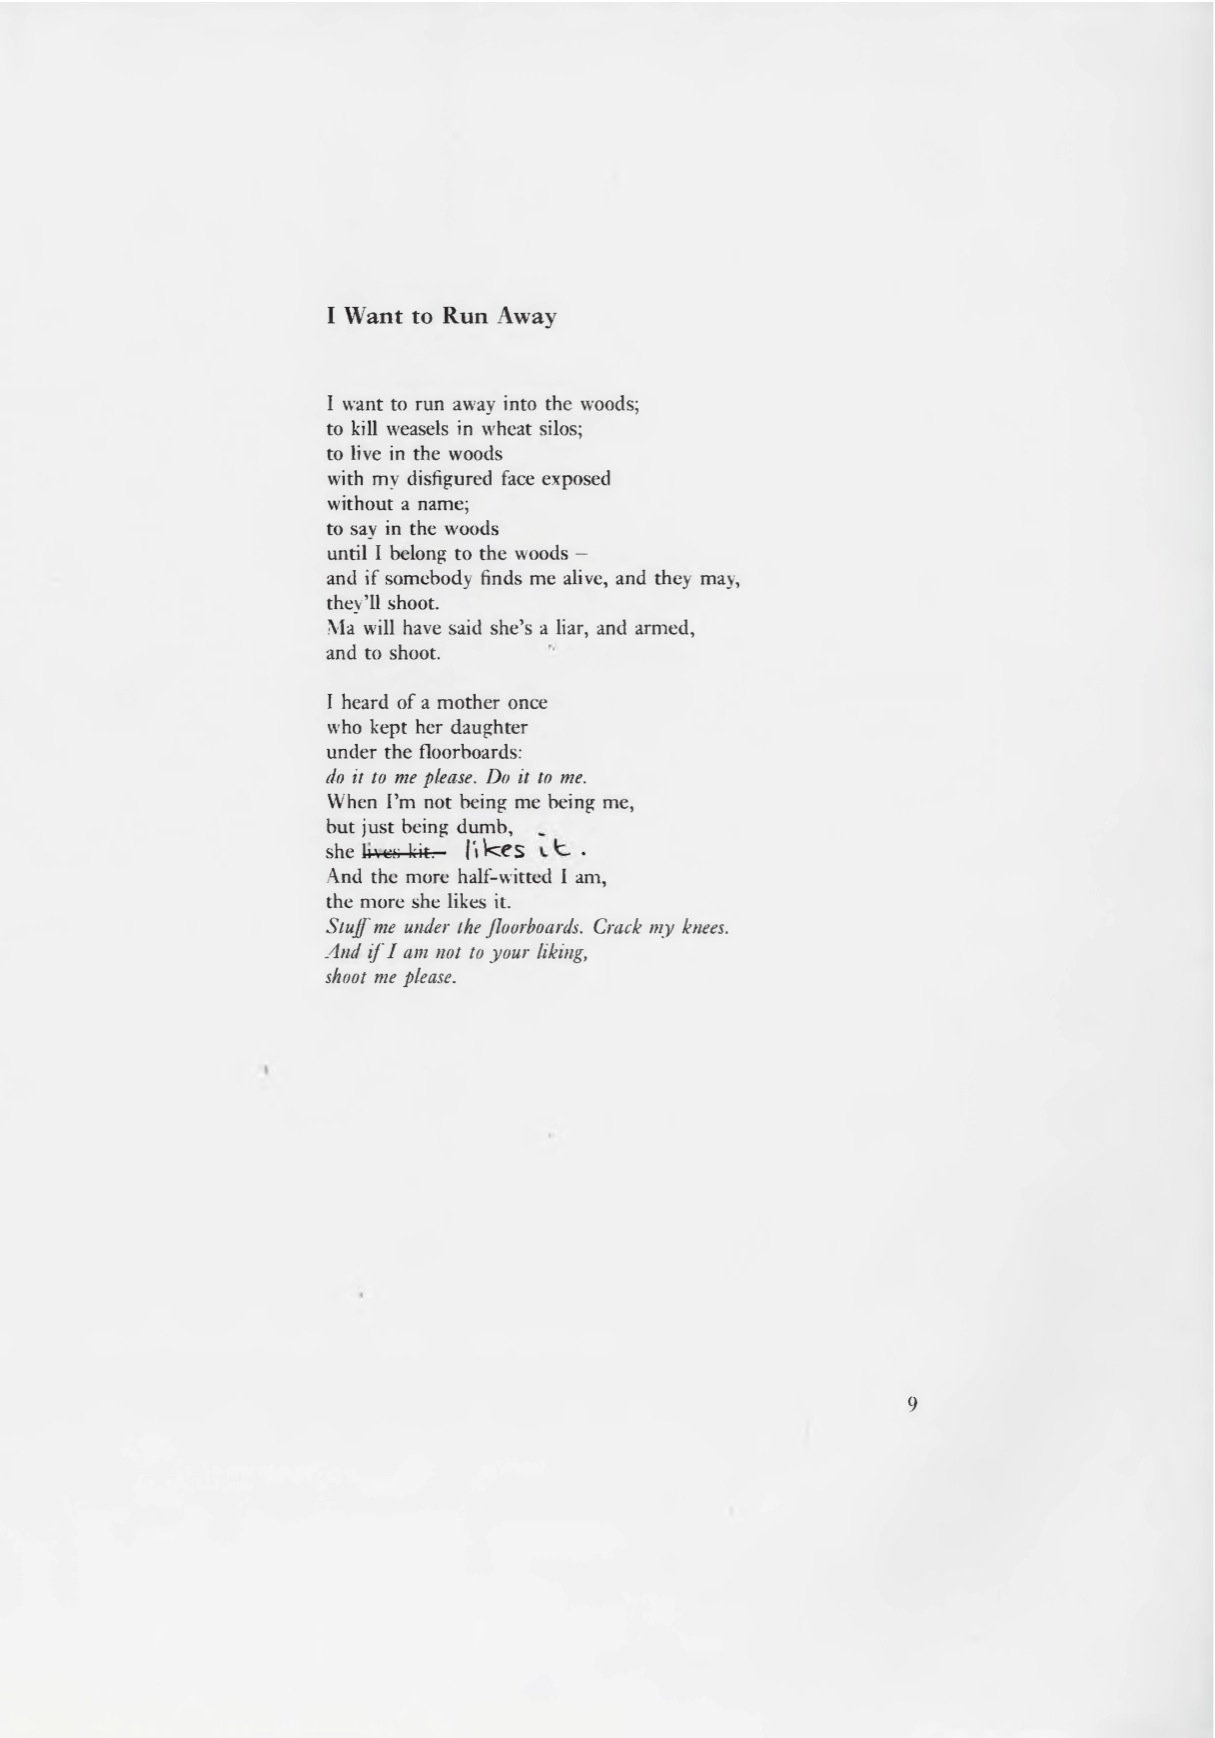 I Want to Run Away
I want to run away into the woods;
to kill weasels in wheat silos;
to live in the woods
with my disfigured face exposed
without a name;
to say in the woods
until I belong to the woods –
and if somebody finds me alive, and they may,
they'll shoot.
Ma will have said she's a liar, and armed,
and to shoot.
I heard of a mother once
who kept her daughter
under the floorboards:
do it to me please. Do it to me.
When I'm not being me being me,
but just being dumb,
she lives kit. likes it.
And the more half-witted I am,
the more she likes it.
Stuff me under the floorboards. Crack my knees.
And if I am not to your liking,
shoot me please.
9